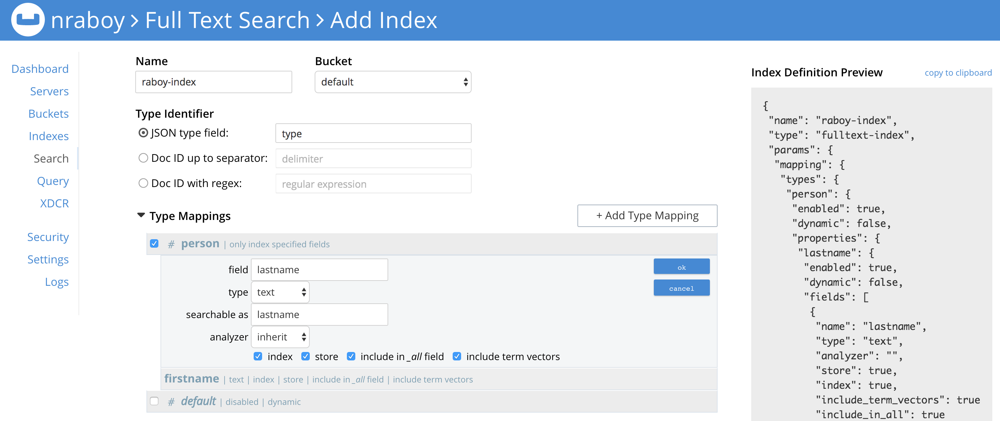 nraboy > Full Text Search > Add Index
Dashboard
Servers
Buckets
Indexes
Search
Query
XDCR
Security
Settings
Logs
Name
raboy-index
Bucket
default
Type Identifier
JSON type field:
type
Doc ID up to separator:
delimiter
Doc ID with regex:
regular expression
Type Mappings
+ Add Type Mapping
# person | only index specified fields
field
lastname
ok
type
text
cancel
searchable as
lastname
analyzer
inherit
index store include in _all field include term vectors
firstname | text | index | store | include in _all field | include term vectors
# default | disabled | dynamic
Index Definition Preview
copy to clipboard
{
"name": "raboy-index",
"type": "fulltext-index",
"params": {
"mapping": {
"types": {
"person": {
"enabled": true,
"dynamic": false,
"properties": {
"lastname": {
"enabled": true,
"dynamic": false,
"fields": [
{
"name": "lastname",
"type": "text",
"analyzer": "",
"store": true,
"index": true,
"include_term_vectors": true
"include_in_all": true